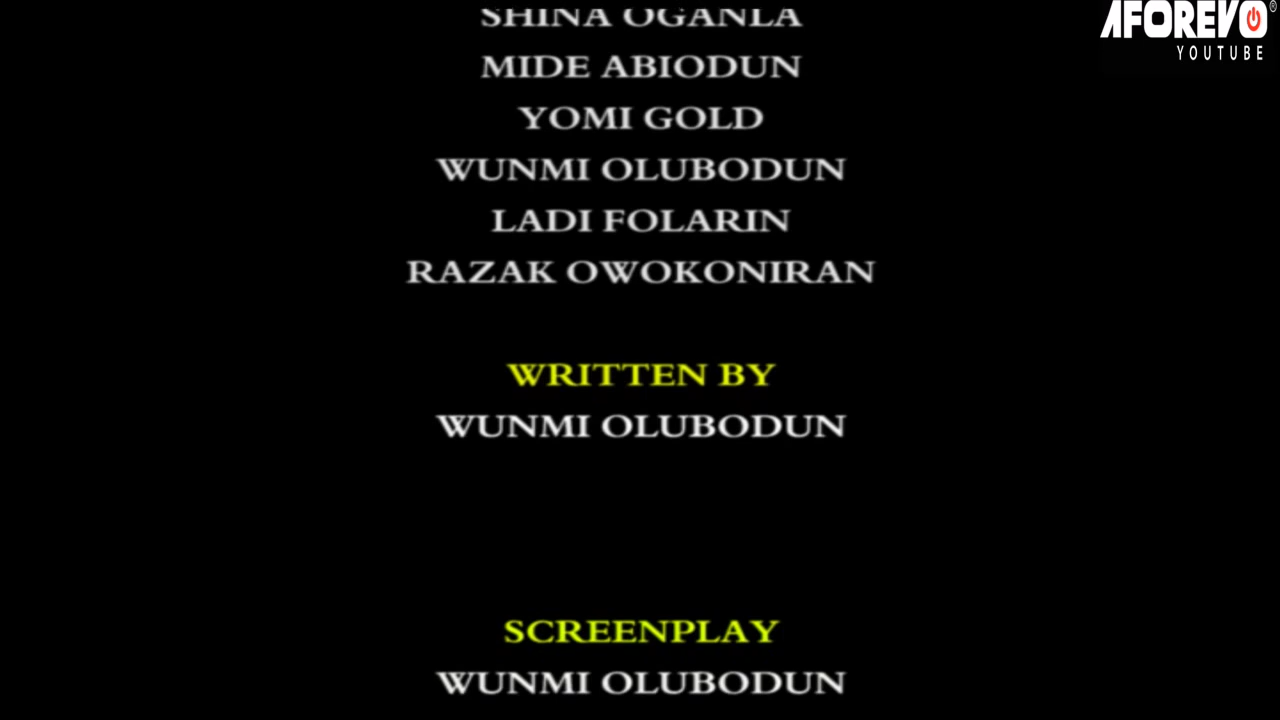 SHINA OGANLA
MIDE ABIODUN
YOMI GOLD
WUNMI OLUBODUN
LADI FOLARIN
RAZAK OWOKONIRAN
WRITTEN BY
WUNMI OLUBODUN
SCREENPLAY
WUNMI OLUBODUN
AFOREVO®
YOUTUBE